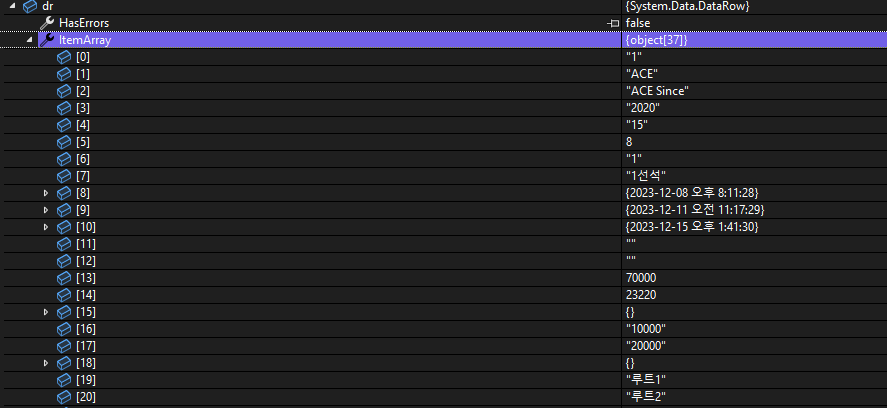 dr {System.Data.DataRow}
HasErrors false
ItemArray {object[37]}
[0] "1"
[1] "ACE"
[2] "ACE Since"
[3] "2020"
[4] "15"
[5] 8
[6] "1"
[7] "1선석"
[8] {2023-12-08 오후 8:11:28}
[9] {2023-12-11 오전 11:17:29}
[10] {2023-12-15 오후 1:41:30}
[11] ""
[12] ""
[13] 70000
[14] 23220
[15] {}
[16] "10000"
[17] "20000"
[18] {}
[19] "루트1"
[20] "루트2"